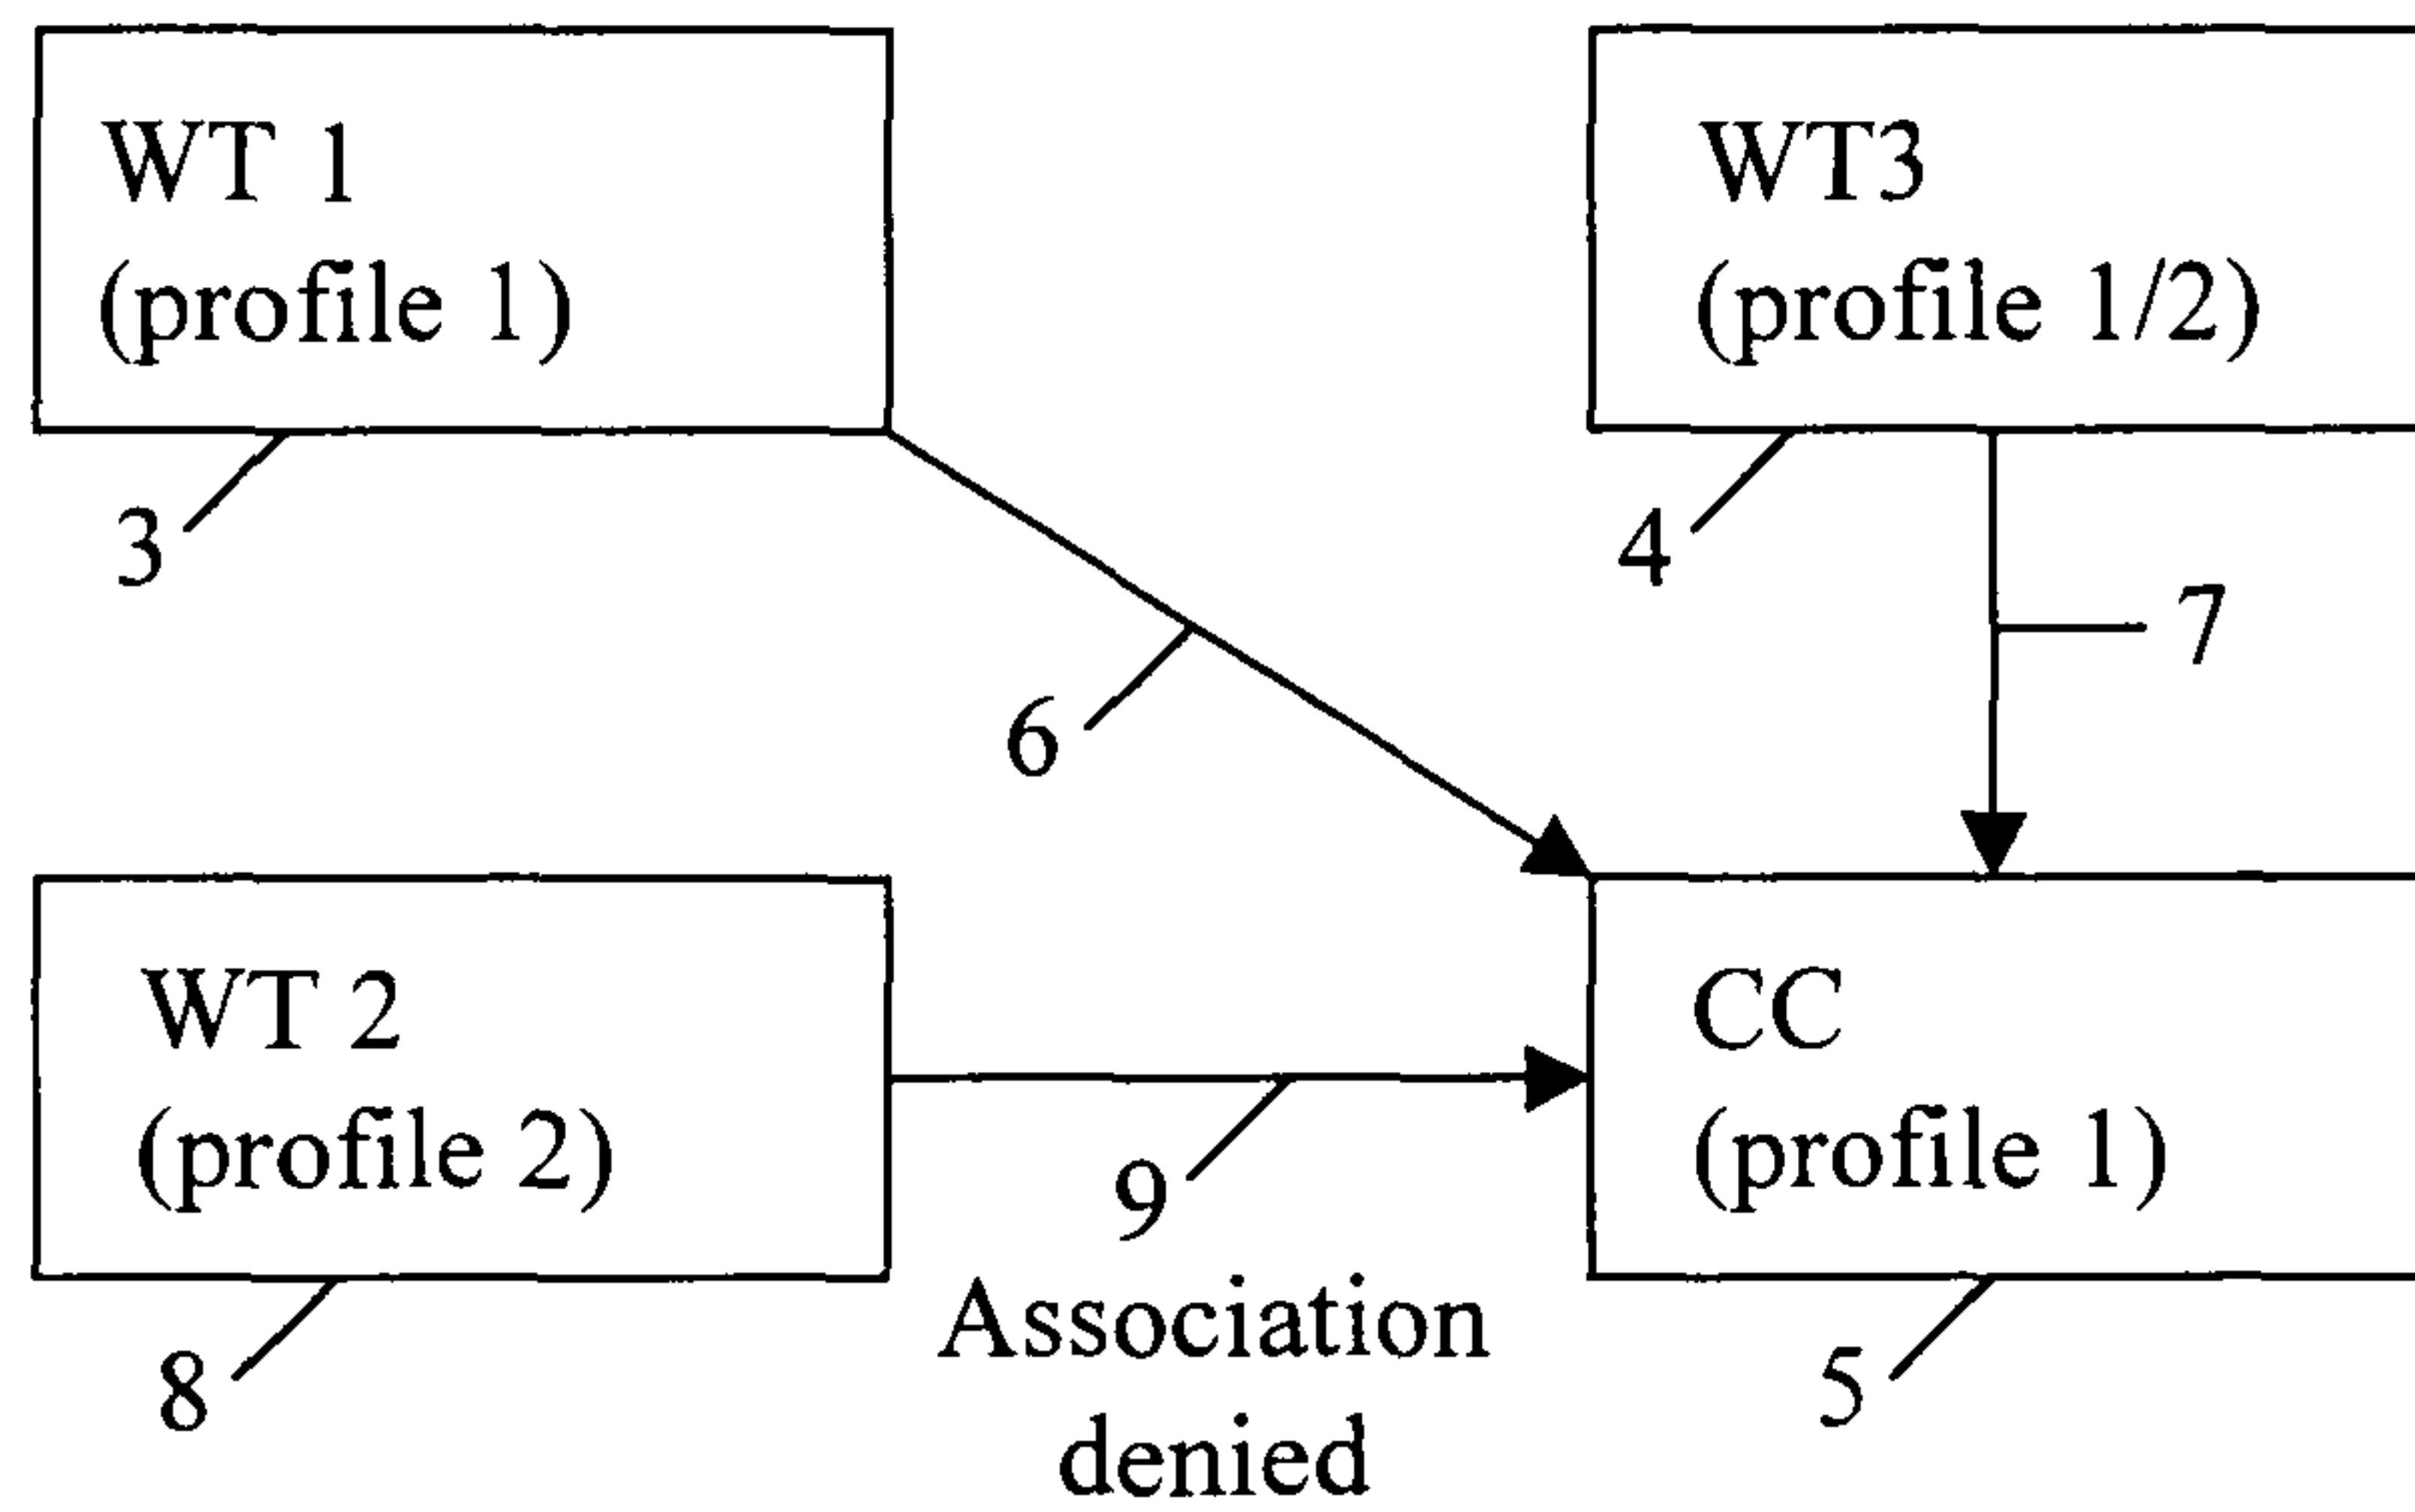 WT 1
(profile 1)
3
WT3
(profile 1/2)
4
7
6
WT 2
(profile 2)
8
9
Association
denied
CC
(profile 1)
5